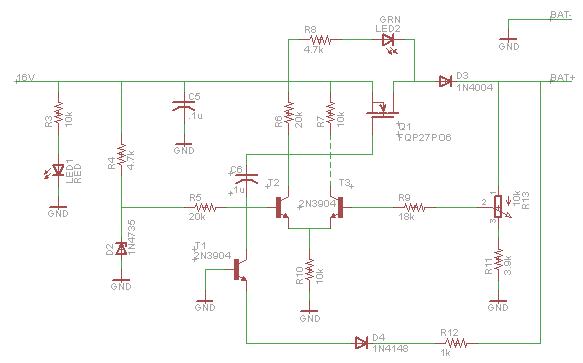 BAT-
GRN
LED2
R8
4.7k
GND
16V
D3
1N4004
BAT+
C5
.1u
R3
10k
R6
20k
R7
10k
Q1
FQP27P06
R4
4.7k
GND
LED1
RED
C6
.1u
T2
T3
2N3904
R5
20k
R9
18k
1
2
3
10k
R13
GND
D2
1N4735
T1
2N3904
R10
10k
R11
3.9k
GND
GND
GND
GND
D4
1N4148
R12
1k